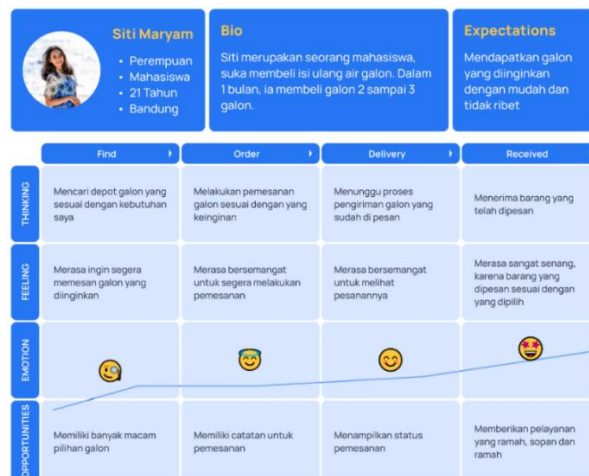 Siti Maryam
• Perempuan
• Mahasiswa
• 21 Tahun
• Bandung
Bio
Siti merupakan seorang mahasiswa,
suka membeli isi ulang air galon. Dalam
1 bulan, ia membeli galon 2 sampai 3
galon.
Expectations
Mendapatkan galon
yang diinginkan
dengan mudah dan
tidak ribet
Find
Order
Delivery
Received
THINKING
Mencari depot galon yang
sesuai dengan kebutuhan
saya
Melakukan pemesanan
galon sesuai dengan yang
keinginan
Menunggu proses
pengiriman galon yang
sudah di pesan
Menerima barang yang
telah dipesan
FEELING
Merasa ingin segera
memesan galon yang
diinginkan
Merasa bersemangat
untuk segera melakukan
pemesanan
Merasa bersemangat
untuk melihat
pesanannya
Merasa sangat senang,
karena barang yang
dipesan sesuai dengan
yang dipilih
EMOTION
OPPORTUNITIES
Memiliki banyak macam
pilihan galon
Memiliki catatan untuk
pemesanan
Menampilkan status
pemesanan
Memberikan pelayanan
yang ramah, sopan dan
ramah